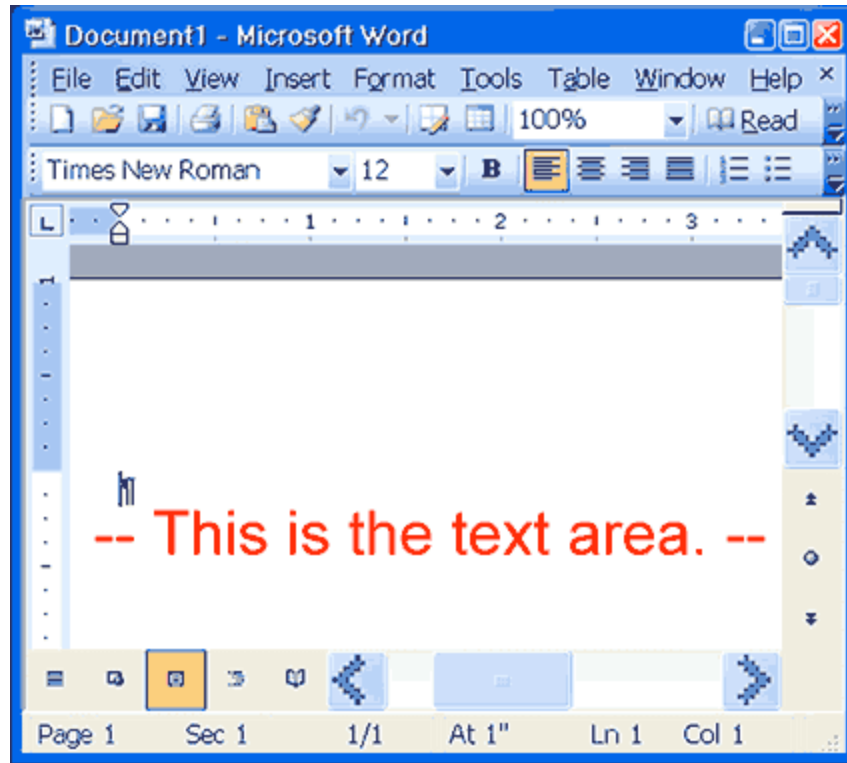 Document1 - Microsoft Word
File Edit View Insert Format Tools Table Window Help ×
100% Read
Times New Roman 12 B
L 1 2 3
1
¶
-- This is the text area. --
Page 1 Sec 1 1/1 At 1" Ln 1 Col 1